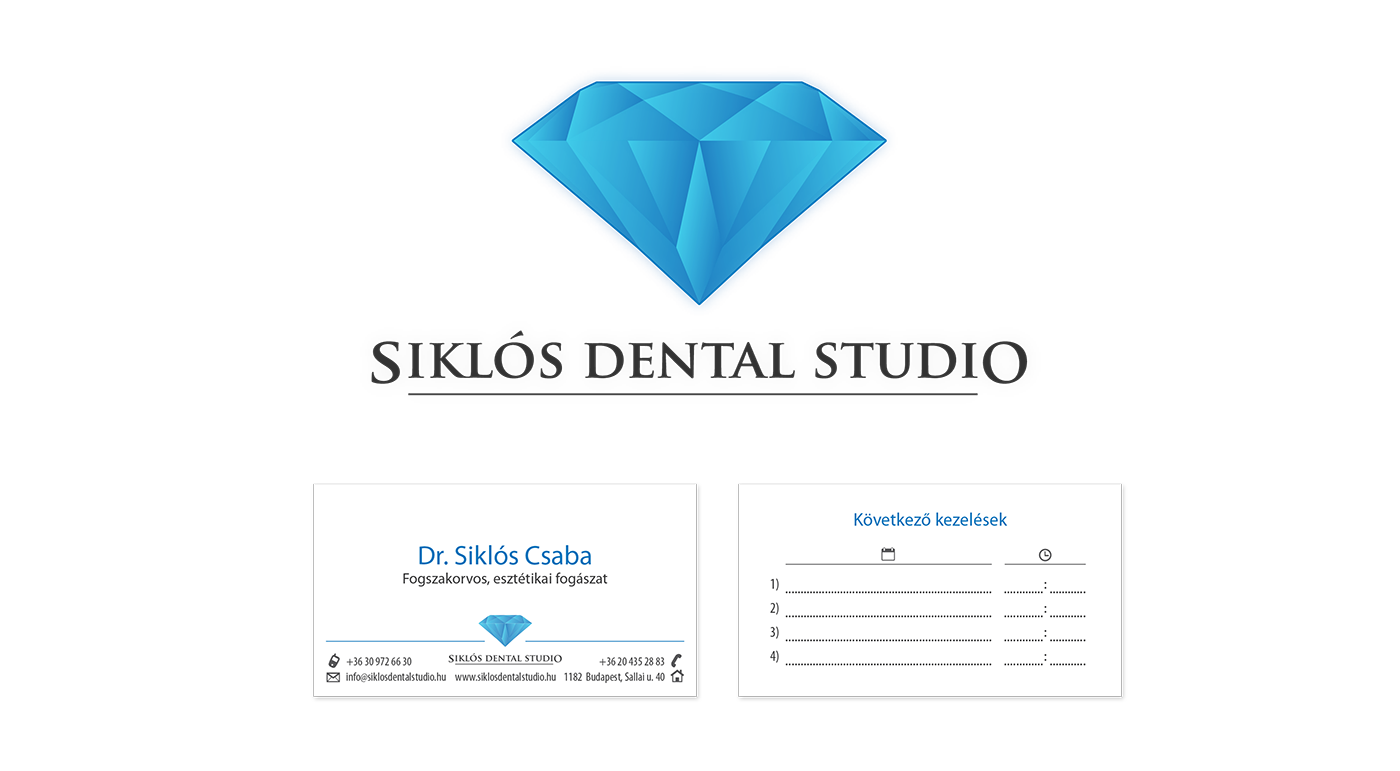 SIKLÓS DENTAL STUDIO
Dr. Siklós Csaba
Fogszakorvos, esztétikai fogászat
SIKLÓS DENTAL STUDIO
+36 30 972 66 30
+36 20 435 28 83
info@siklosdentalstudio.hu www.siklosdentalstudio.hu 1182 Budapest, Sallai u. 40
Következő kezelések
1) :
2) :
3) :
4) :